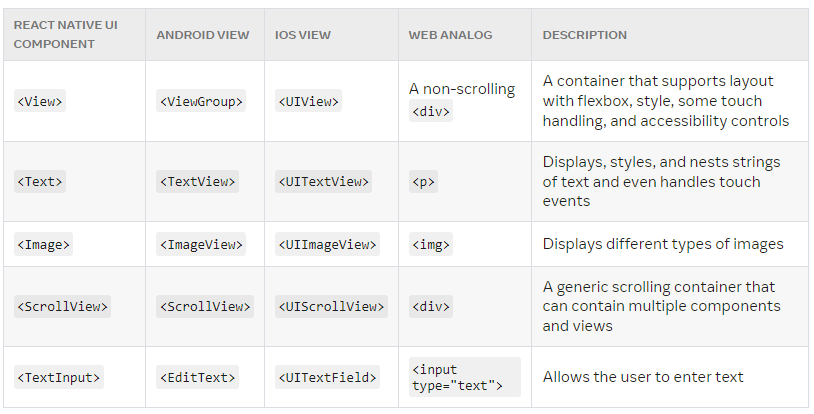 REACT NATIVE UI COMPONENT ANDROID VIEW IOS VIEW WEB ANALOG DESCRIPTION
<View> <ViewGroup> <UIView> A non-scrolling <div> A container that supports layout with flexbox, style, some touch handling, and accessibility controls
<Text> <TextView> <UITextView> <p> Displays, styles, and nests strings of text and even handles touch events
<Image> <ImageView> <UIImageView> <img> Displays different types of images
<ScrollView> <ScrollView> <UIScrollView> <div> A generic scrolling container that can contain multiple components and views
<TextInput> <EditText> <UITextField> <input type="text"> Allows the user to enter text